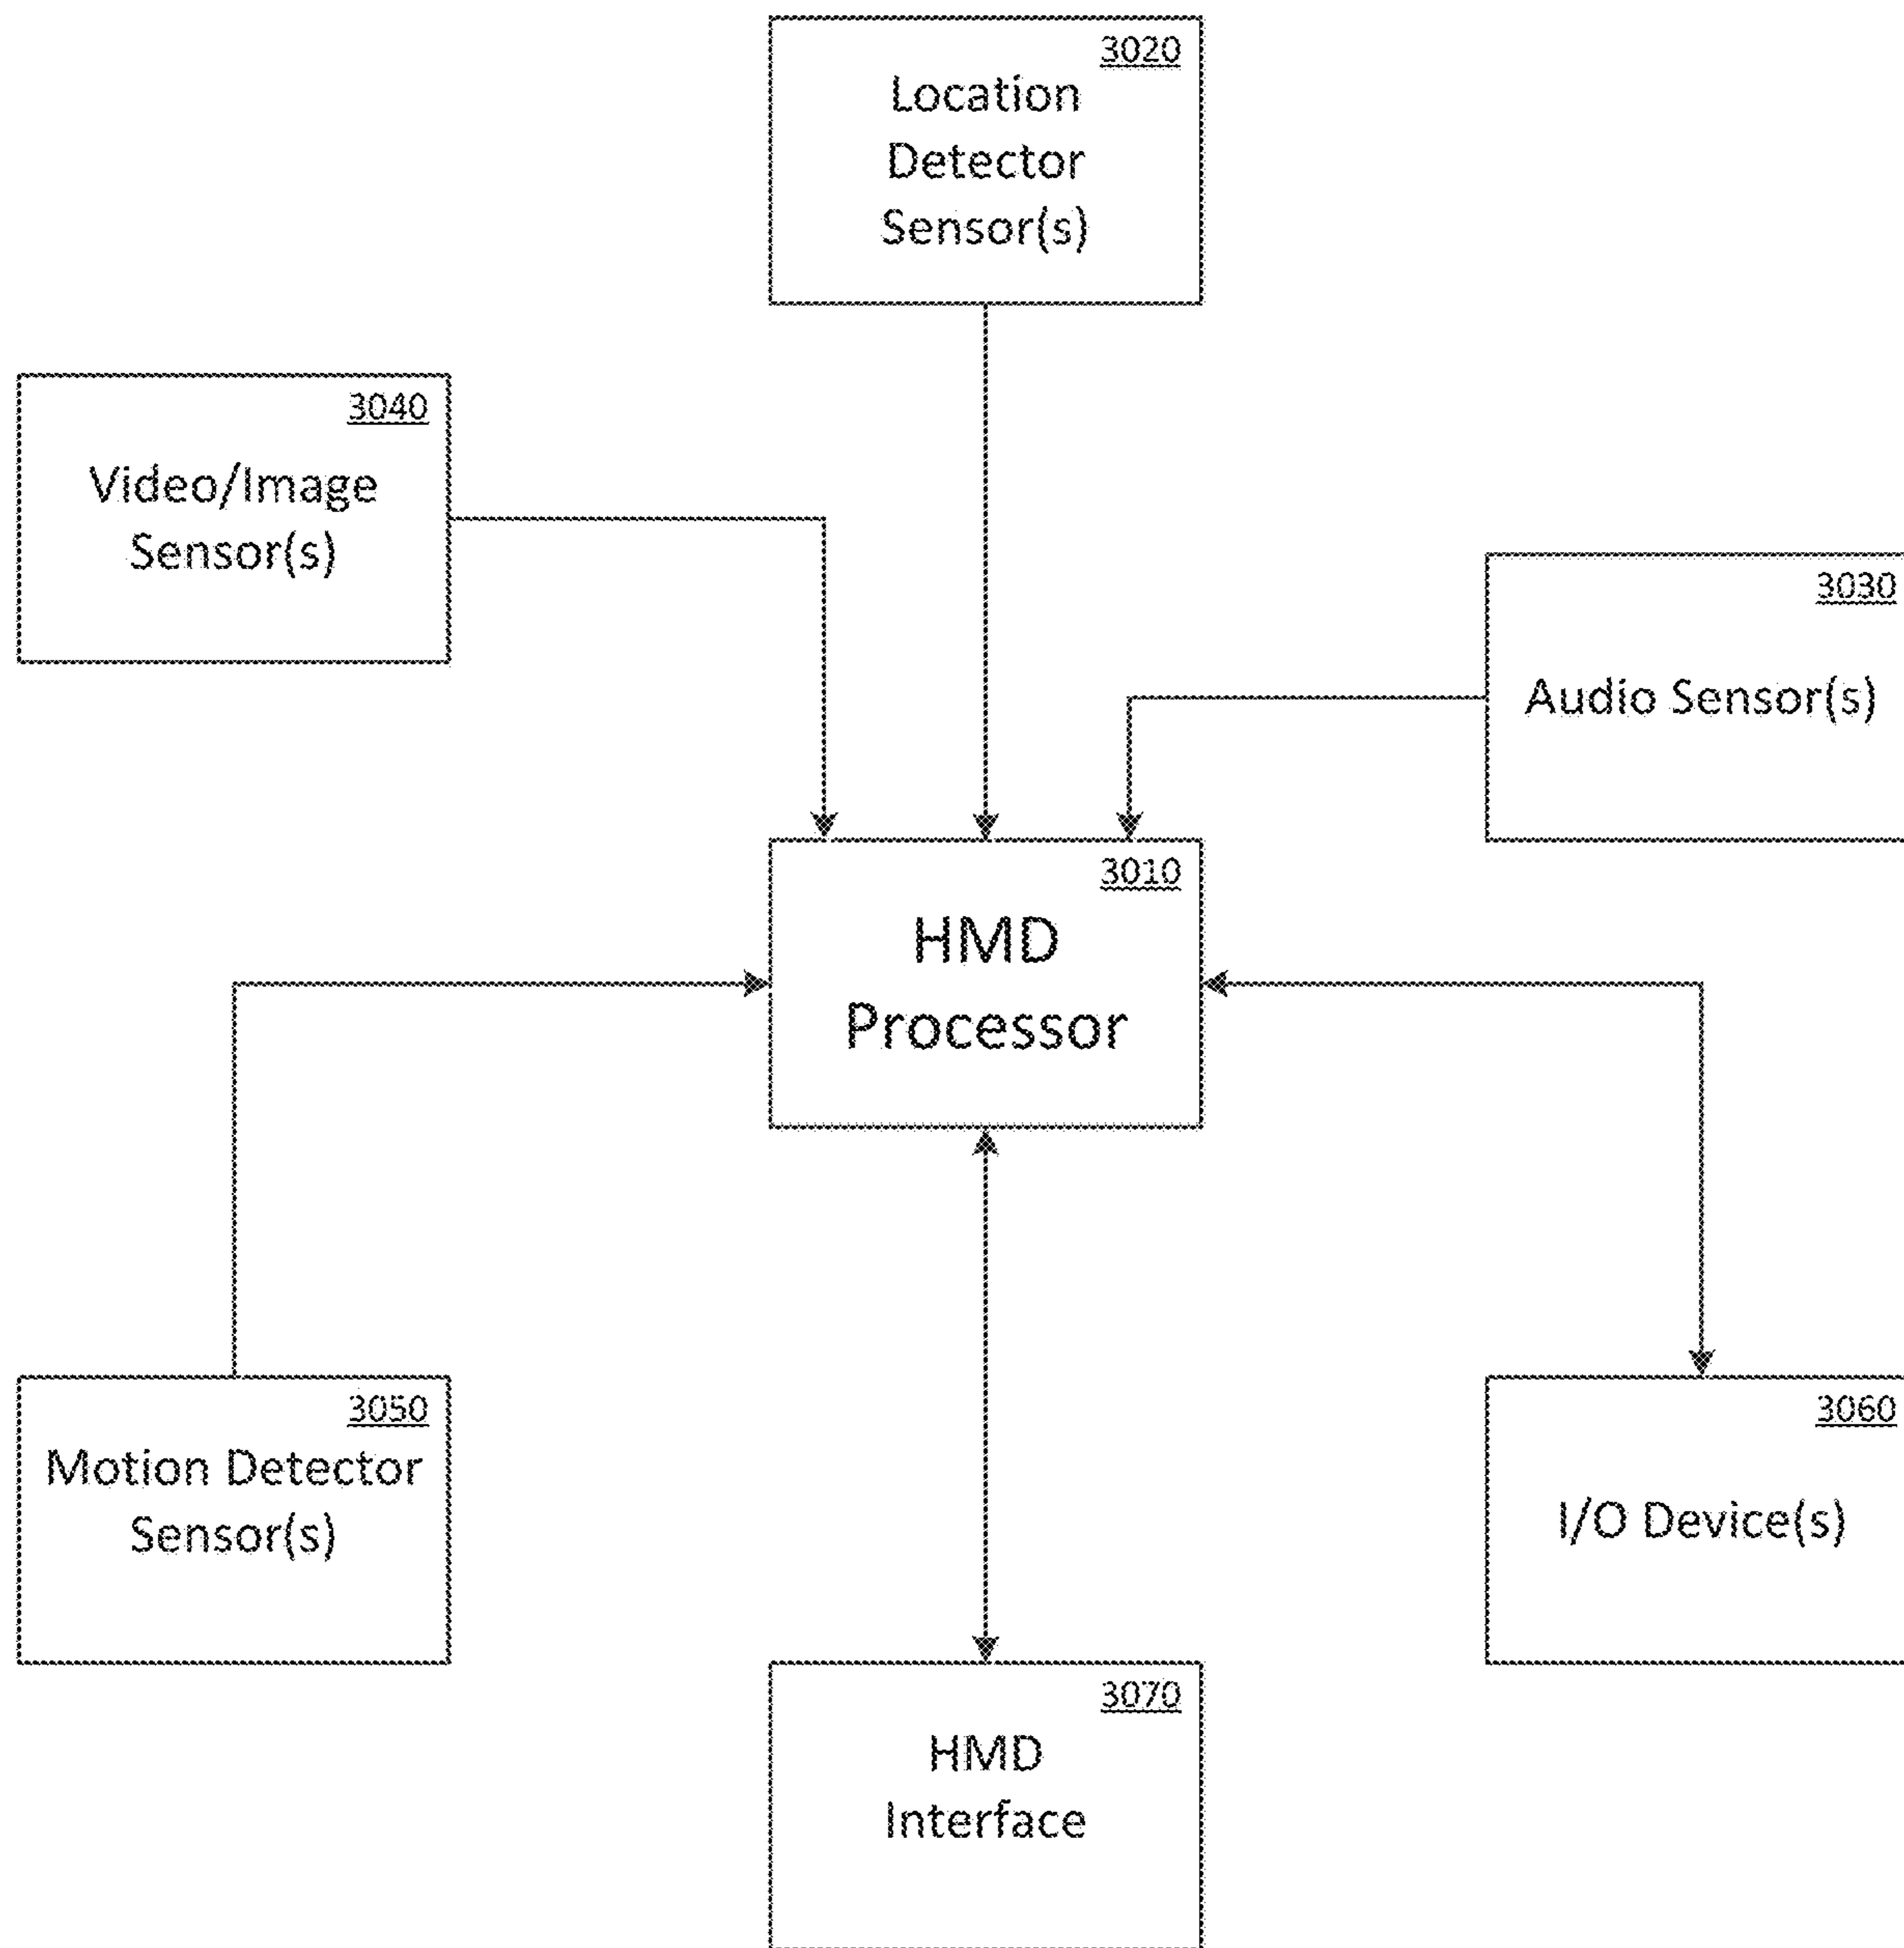 3020
Location
Detector
Sensor(s)
3040
Video/Image
Sensor(s)
3030
Audio Sensor(s)
3010
HMD
Processor
3050
Motion Detector
Sensor(s)
3060
I/O Device(s)
3070
HMD
Interface